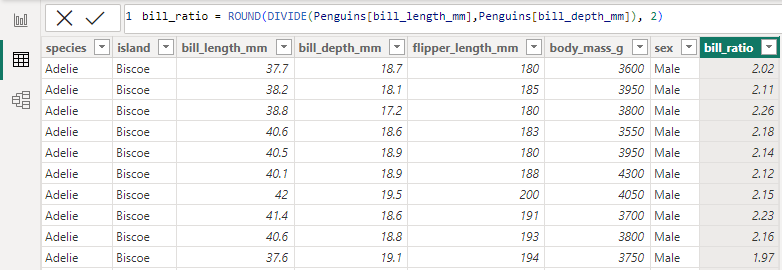 1 bill_ratio = ROUND(DIVIDE(Penguins[bill_length_mm],Penguins[bill_depth_mm]), 2)
species island bill_length_mm bill_depth_mm flipper_length_mm body_mass_g sex bill_ratio
Adelie Biscoe 37.7 18.7 180 3600 Male 2.02
Adelie Biscoe 38.2 18.1 185 3950 Male 2.11
Adelie Biscoe 38.8 17.2 180 3800 Male 2.26
Adelie Biscoe 40.6 18.6 183 3550 Male 2.18
Adelie Biscoe 40.5 18.9 180 3950 Male 2.14
Adelie Biscoe 40.1 18.9 188 4300 Male 2.12
Adelie Biscoe 42 19.5 200 4050 Male 2.15
Adelie Biscoe 41.4 18.6 191 3700 Male 2.23
Adelie Biscoe 40.6 18.8 193 3800 Male 2.16
Adelie Biscoe 37.6 19.1 194 3750 Male 1.97